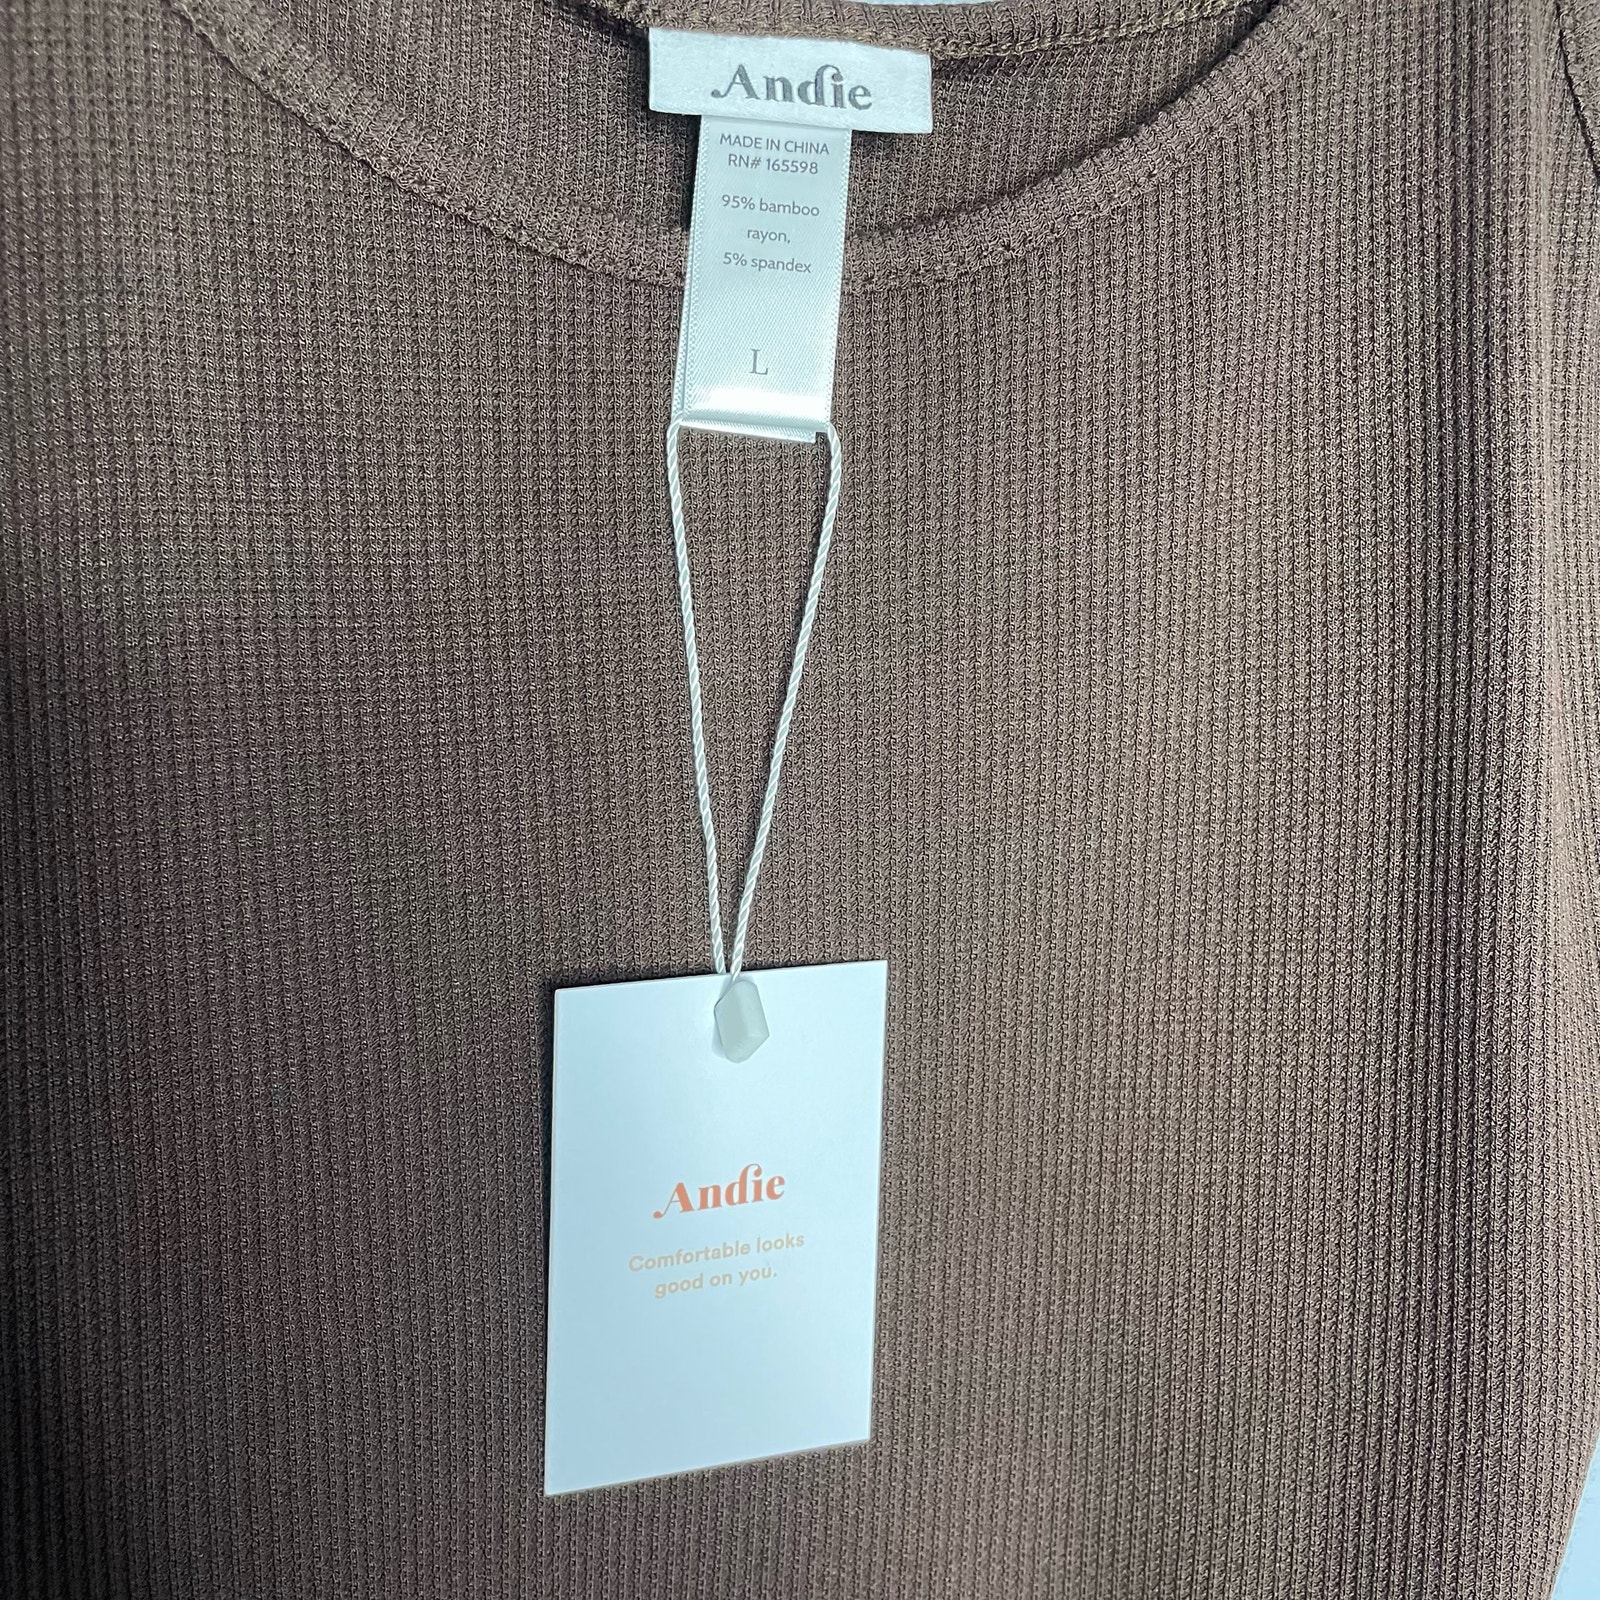 Andie
MADE IN CHINA
RN# 165598
95% bamboo
rayon,
5% spandex
L
Andie
Comfortable looks
good on you.